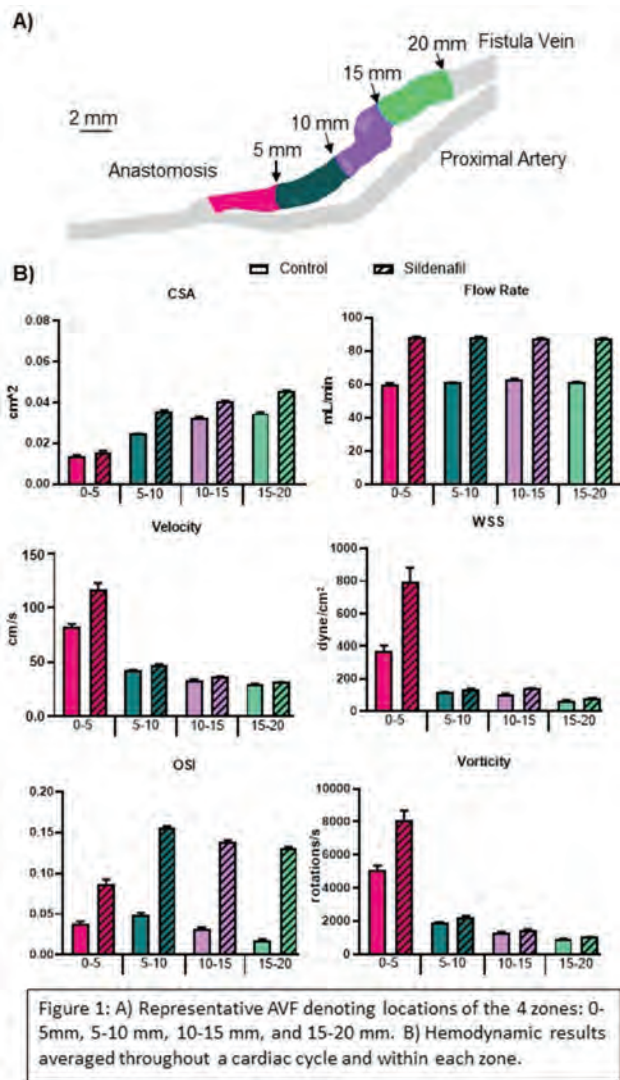 A)
20 mm
Fistula Vein
15 mm
2 mm
10 mm
Proximal Artery
5 mm
Anastomosis
B)
Control
Sildenafil
CSA
cm^2
0.08
0.06
0.04
0.02
0.00
0-5
5-10
10-15
15-20
Flow Rate
mL/min
100
80
60
40
20
0
0-5
5-10
10-15
15-20
Velocity
cm/s
150
100
50
0.0
0-5
5-10
10-15
15-20
WSS
dyne/cm²
1000
800
600
400
200
0
0-5
5-10
10-15
15-20
OSI
0.20
0.15
0.10
0.05
0.00
0-5
5-10
10-15
15-20
Vorticity
rotations/s
10000
8000
6000
4000
2000
0
0-5
5-10
10-15
15-20
Figure 1: A) Representative AVF denoting locations of the 4 zones: 0-
5mm, 5-10 mm, 10-15 mm, and 15-20 mm. B) Hemodynamic results
averaged throughout a cardiac cycle and within each zone.